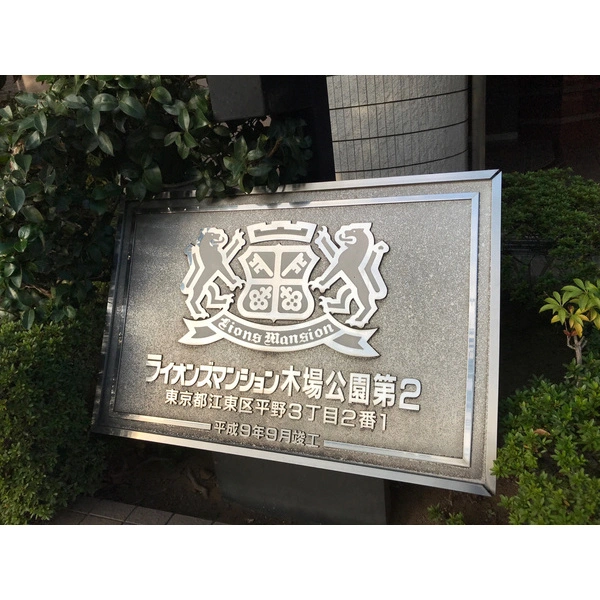 Lions Mansion
ライオンズマンション木場公園第2
東京都江東区平野3丁目2番1
平成9年9月竣工